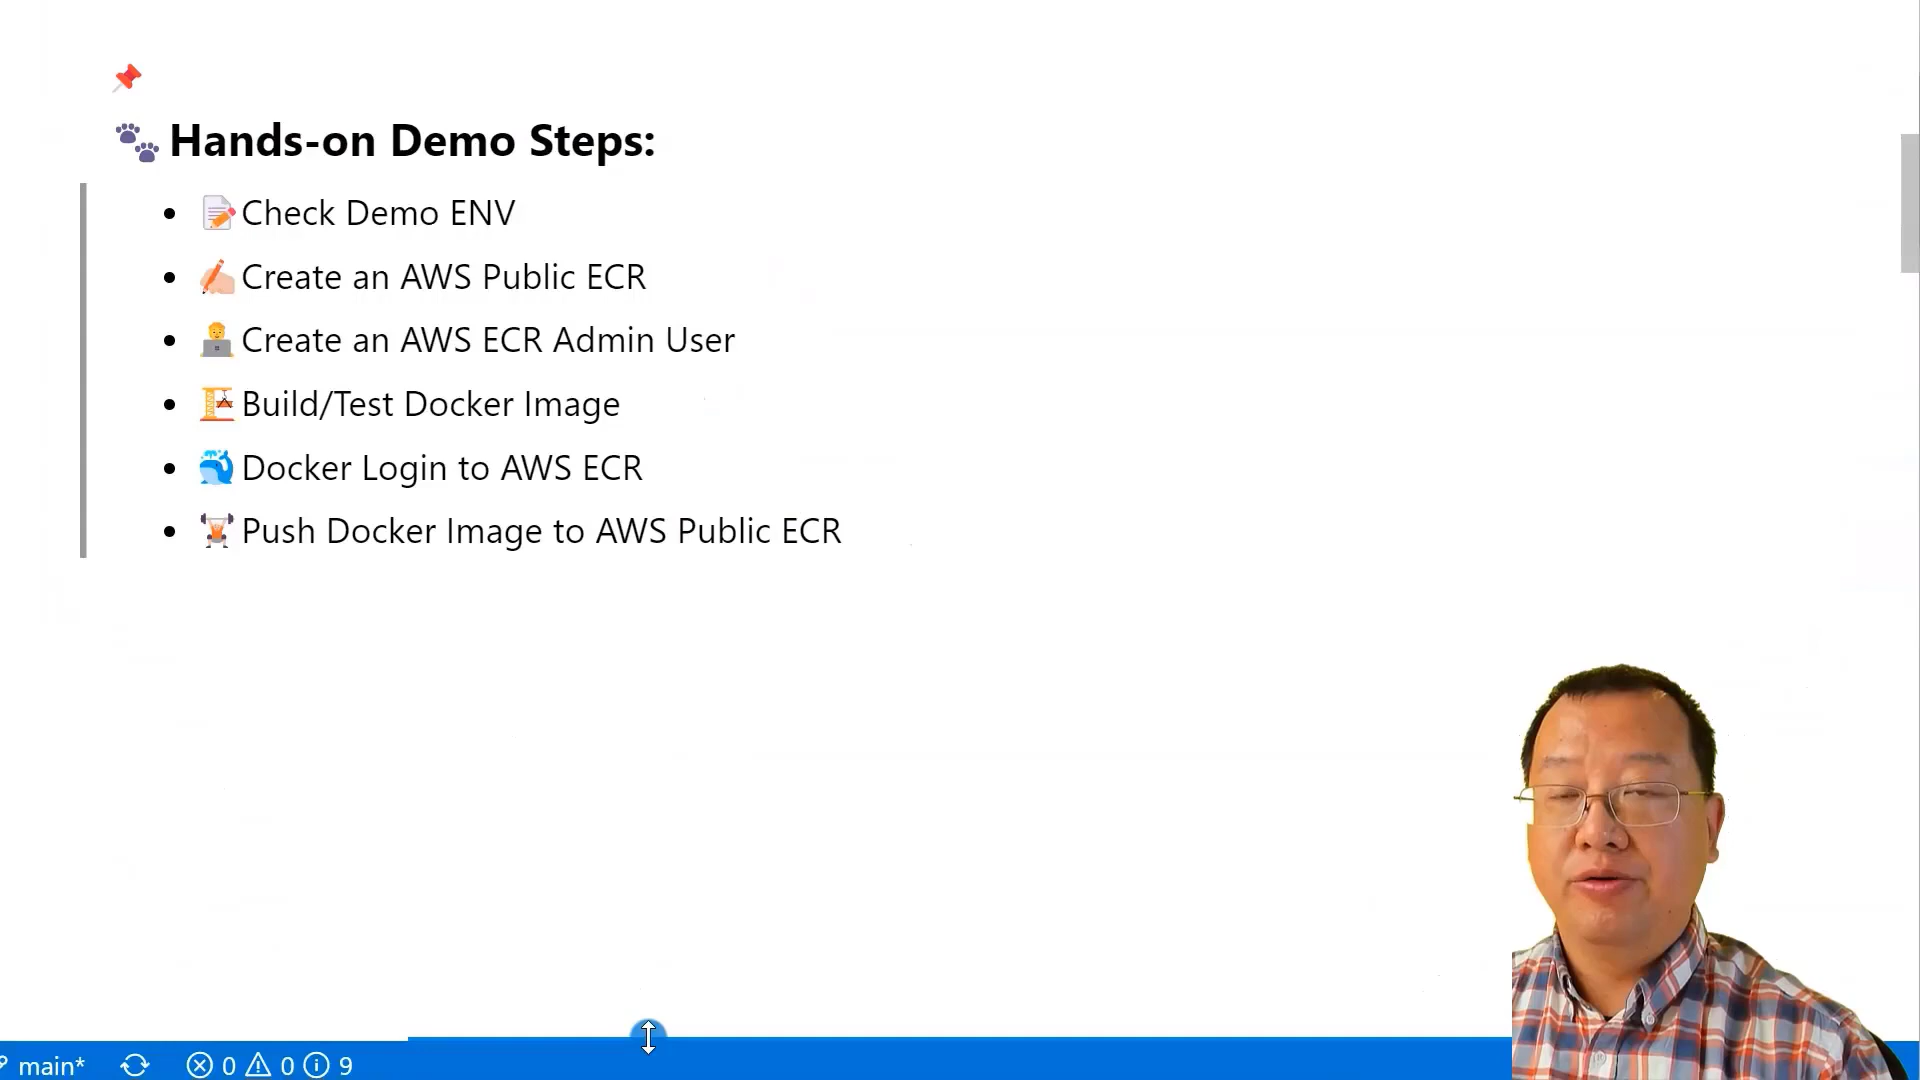 Hands-on Demo Steps:
Check Demo ENV
Create an AWS Public ECR
Create an AWS ECR Admin User
Build/Test Docker Image
Docker Login to AWS ECR
Push Docker Image to AWS Public ECR
main* 0 0 9